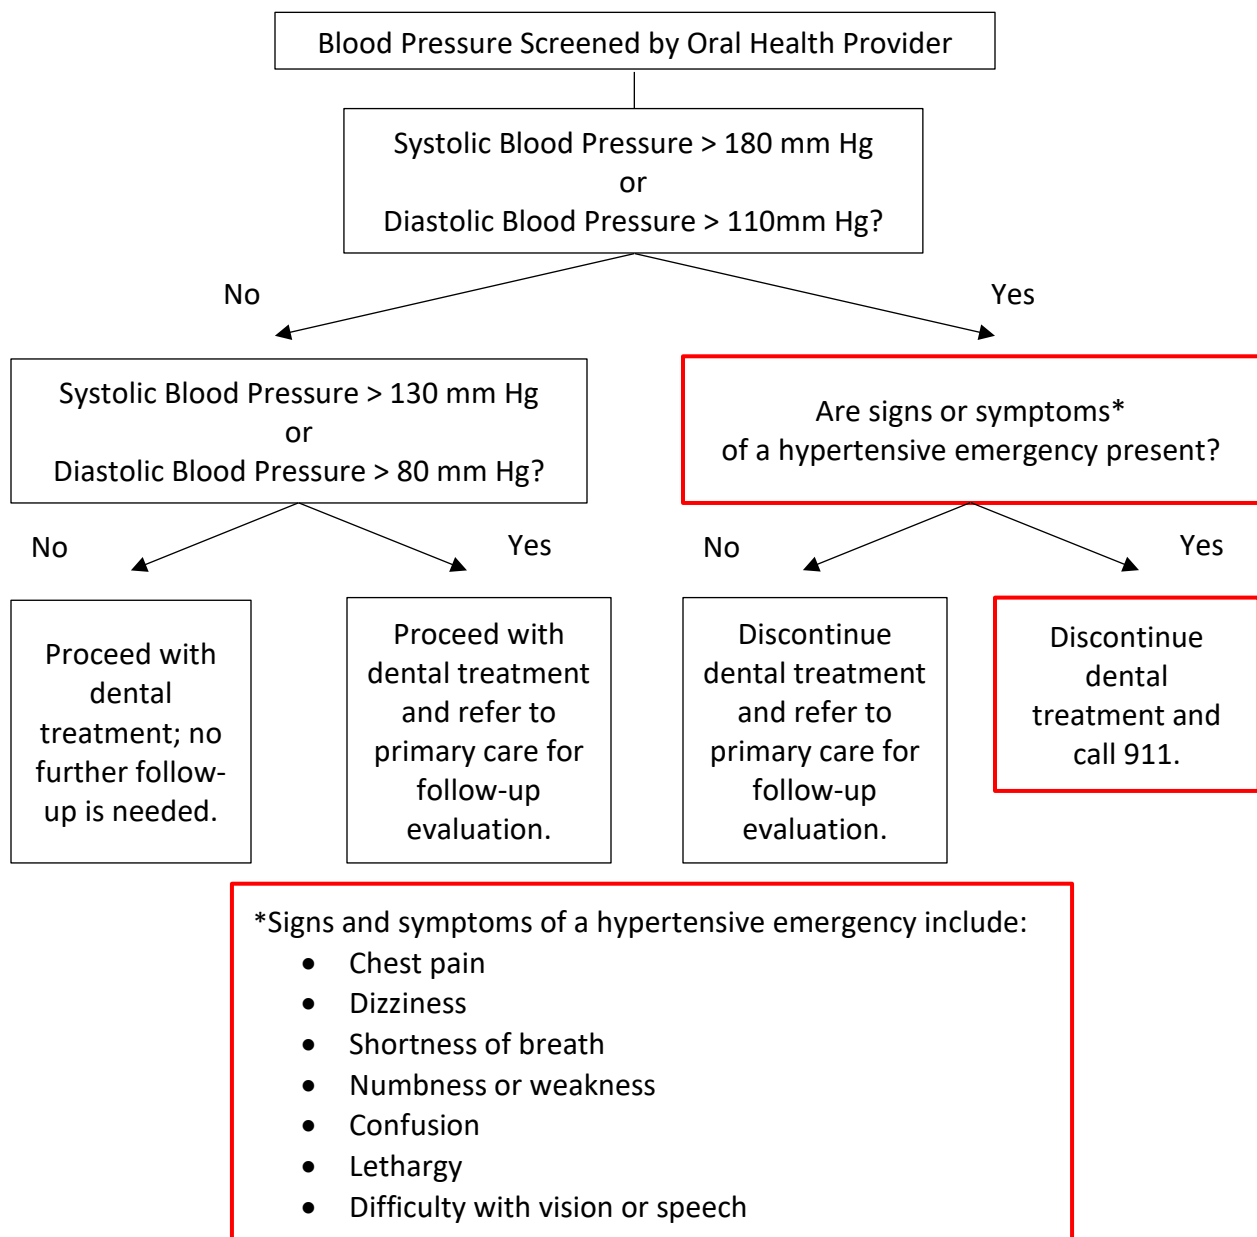 Blood Pressure Screened by Oral Health Provider
Systolic Blood Pressure > 180 mm Hg
or
Diastolic Blood Pressure > 110mm Hg?
No
Yes
Systolic Blood Pressure > 130 mm Hg
or
Diastolic Blood Pressure > 80 mm Hg?
Are signs or symptoms*
of a hypertensive emergency present?
No
Yes
No
Yes
Proceed with
dental
treatment; no
further follow-
up is needed.
Proceed with
dental treatment
and refer to
primary care for
follow-up
evaluation.
Discontinue
dental treatment
and refer to
primary care for
follow-up
evaluation.
Discontinue
dental
treatment and
call 911.
*Signs and symptoms of a hypertensive emergency include:
• Chest pain
• Dizziness
• Shortness of breath
• Numbness or weakness
• Confusion
• Lethargy
• Difficulty with vision or speech